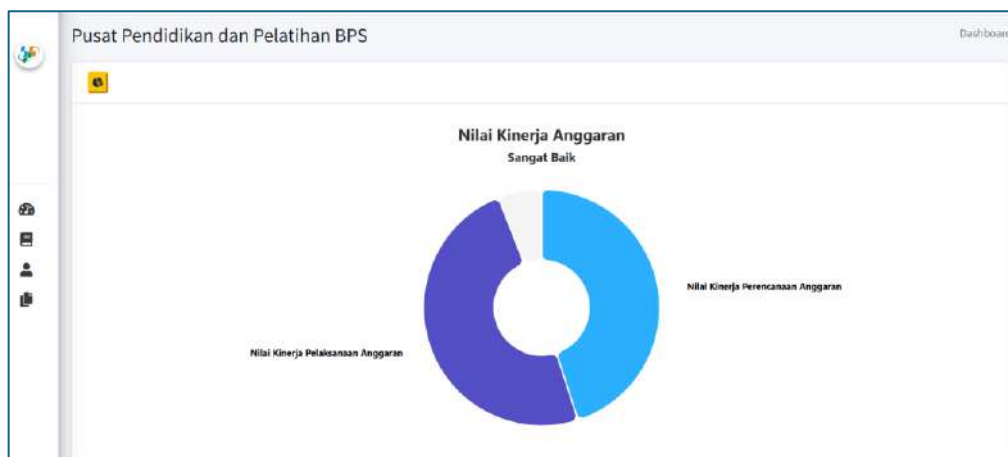 Pusat Pendidikan dan Pelatihan BPS
Nilai Kinerja Anggaran
Sangat Baik
Nilai Kinerja Perencanaan Anggaran
Nilai Kinerja Pelaksanaan Anggaran